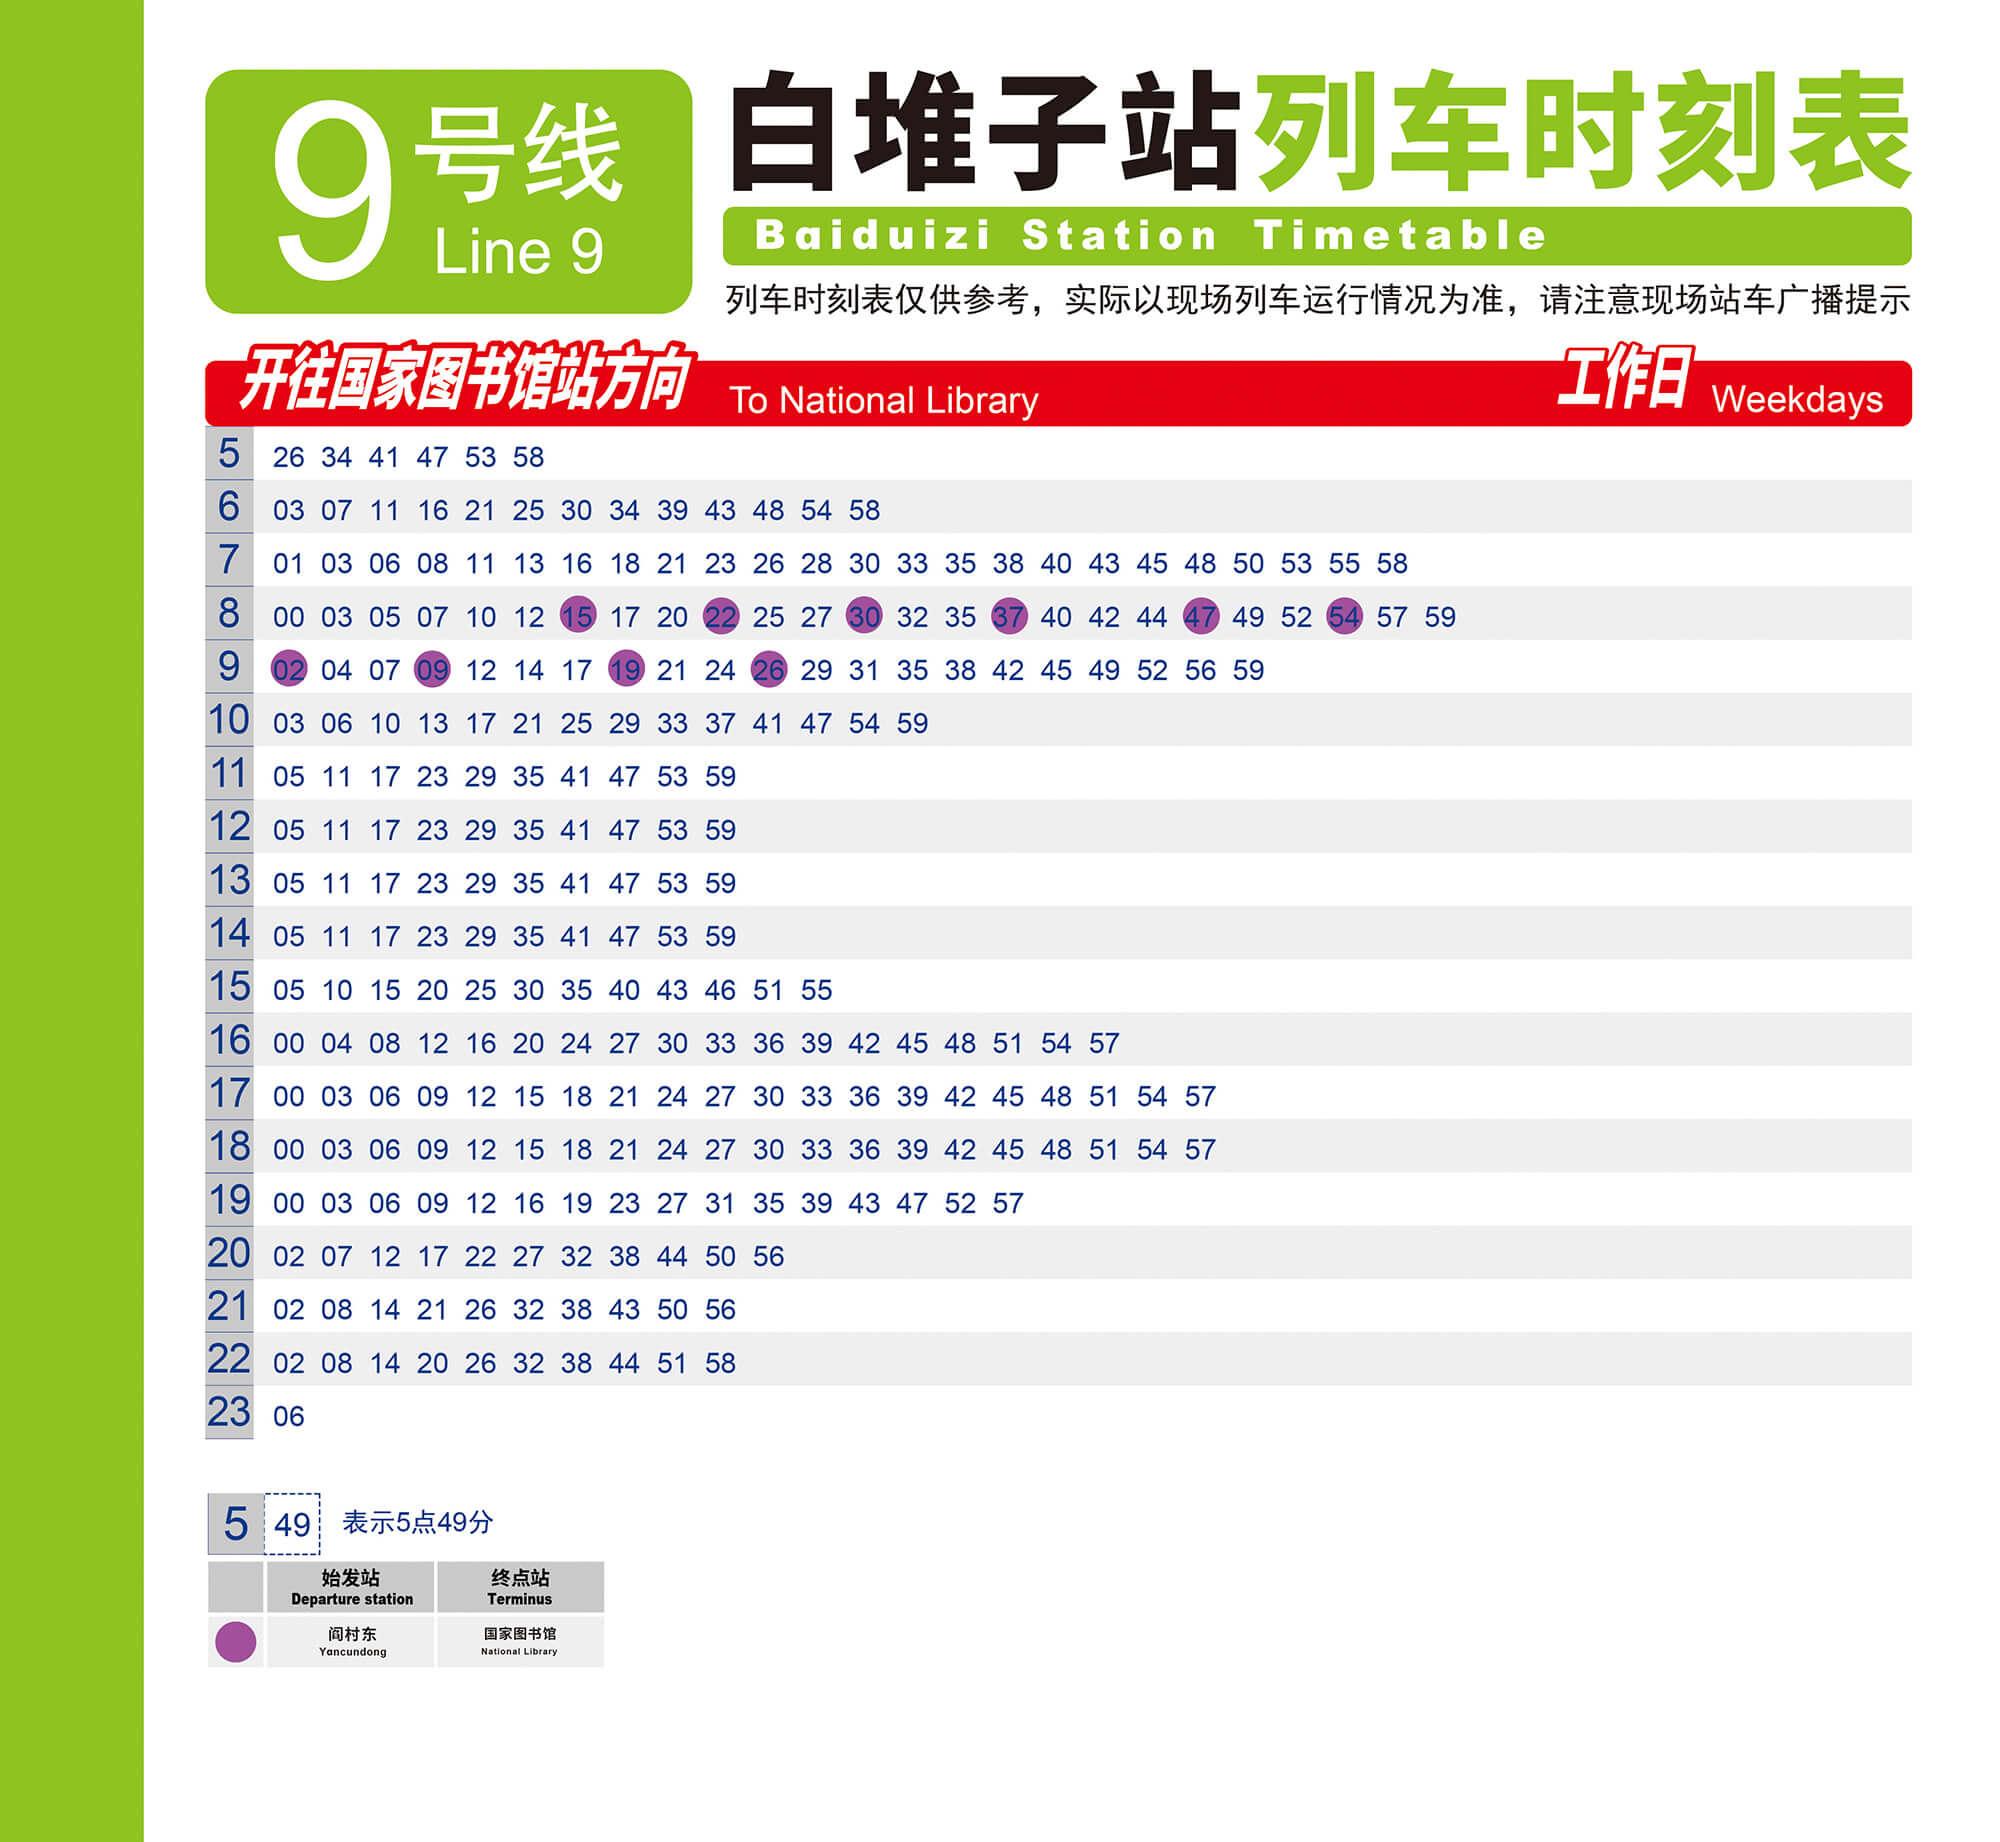 9号线
Line 9
白堆子站列车时刻表
Baiduizi Station Timetable
列车时刻表仅供参考，实际以现场列车运行情况为准，请注意现场站车广播提示
开往国家图书馆站方向 To National Library 工作日 Weekdays
5 26 34 41 47 53 58
6 03 07 11 16 21 25 30 34 39 43 48 54 58
7 01 03 06 08 11 13 16 18 21 23 26 28 30 33 35 38 40 43 45 48 50 53 55 58
8 00 03 05 07 10 12 15 17 20 22 25 27 30 32 35 37 40 42 44 47 49 52 54 57 59
9 02 04 07 09 12 14 17 19 21 24 26 29 31 35 38 42 45 49 52 56 59
10 03 06 10 13 17 21 25 29 33 37 41 47 54 59
11 05 11 17 23 29 35 41 47 53 59
12 05 11 17 23 29 35 41 47 53 59
13 05 11 17 23 29 35 41 47 53 59
14 05 11 17 23 29 35 41 47 53 59
15 05 10 15 20 25 30 35 40 43 46 51 55
16 00 04 08 12 16 20 24 27 30 33 36 39 42 45 48 51 54 57
17 00 03 06 09 12 15 18 21 24 27 30 33 36 39 42 45 48 51 54 57
18 00 03 06 09 12 15 18 21 24 27 30 33 36 39 42 45 48 51 54 57
19 00 03 06 09 12 16 19 23 27 31 35 39 43 47 52 57
20 02 07 12 17 22 27 32 38 44 50 56
21 02 08 14 21 26 32 38 43 50 56
22 02 08 14 20 26 32 38 44 51 58
23 06
5 49 表示5点49分
始发站 终点站
Departure station Terminus
阎村东 国家图书馆
Yancundong National Library